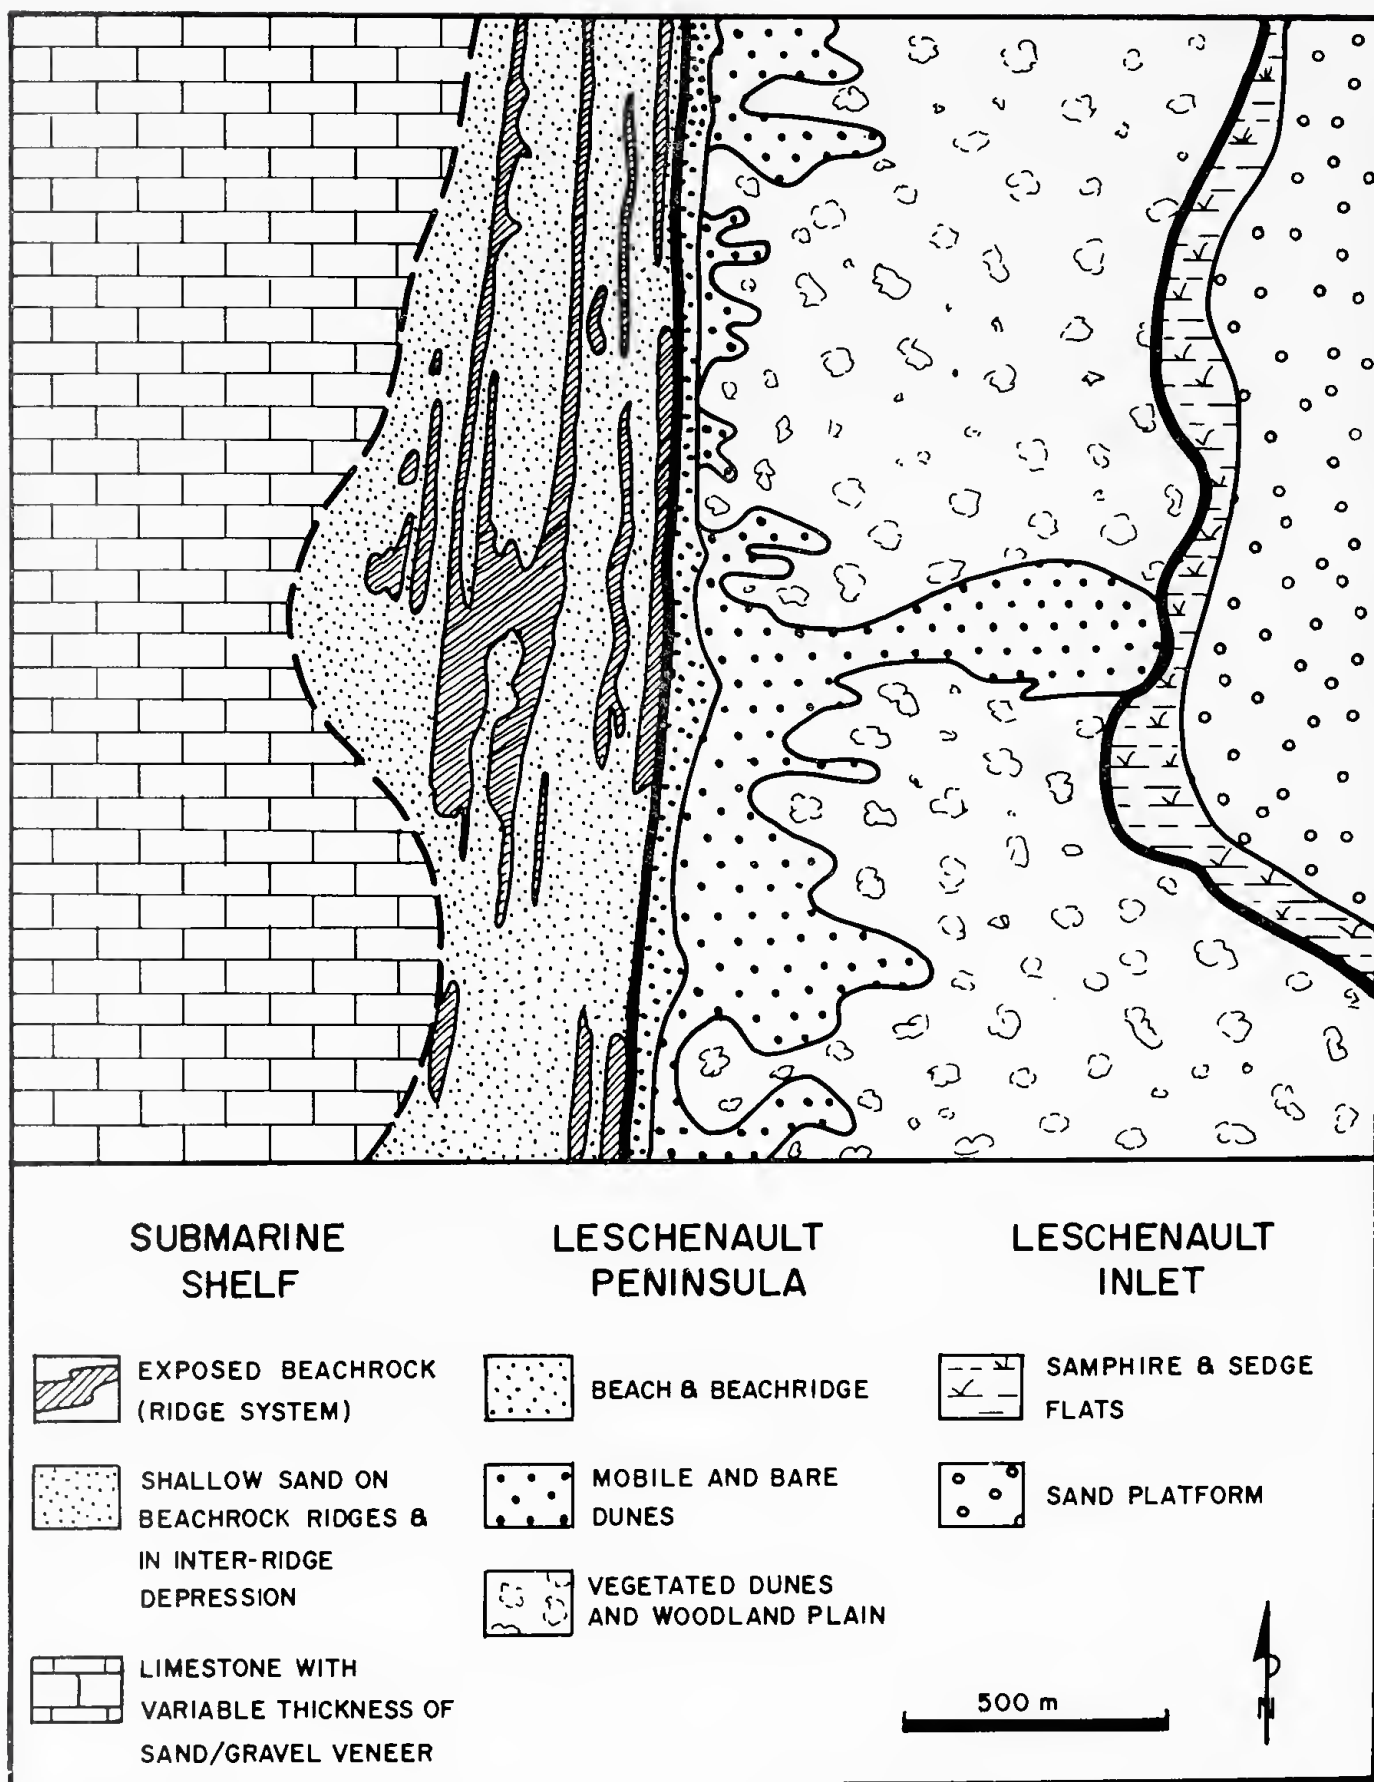 SUBMARINE
SHELF
EXPOSED BEACHROCK
(RIDGE SYSTEM)
SHALLOW SAND ON
BEACHROCK RIDGES &
IN INTER-RIDGE
DEPRESSION
LIMESTONE WITH
VARIABLE THICKNESS OF
SAND/GRAVEL VENEER
LESCHENAULT
PENINSULA
BEACH & BEACHRIDGE
MOBILE AND BARE
DUNES
VEGETATED DUNES
AND WOODLAND PLAIN
LESCHENAULT
INLET
SAMPHIRE & SEDGE
FLATS
SAND PLATFORM
500 m
N